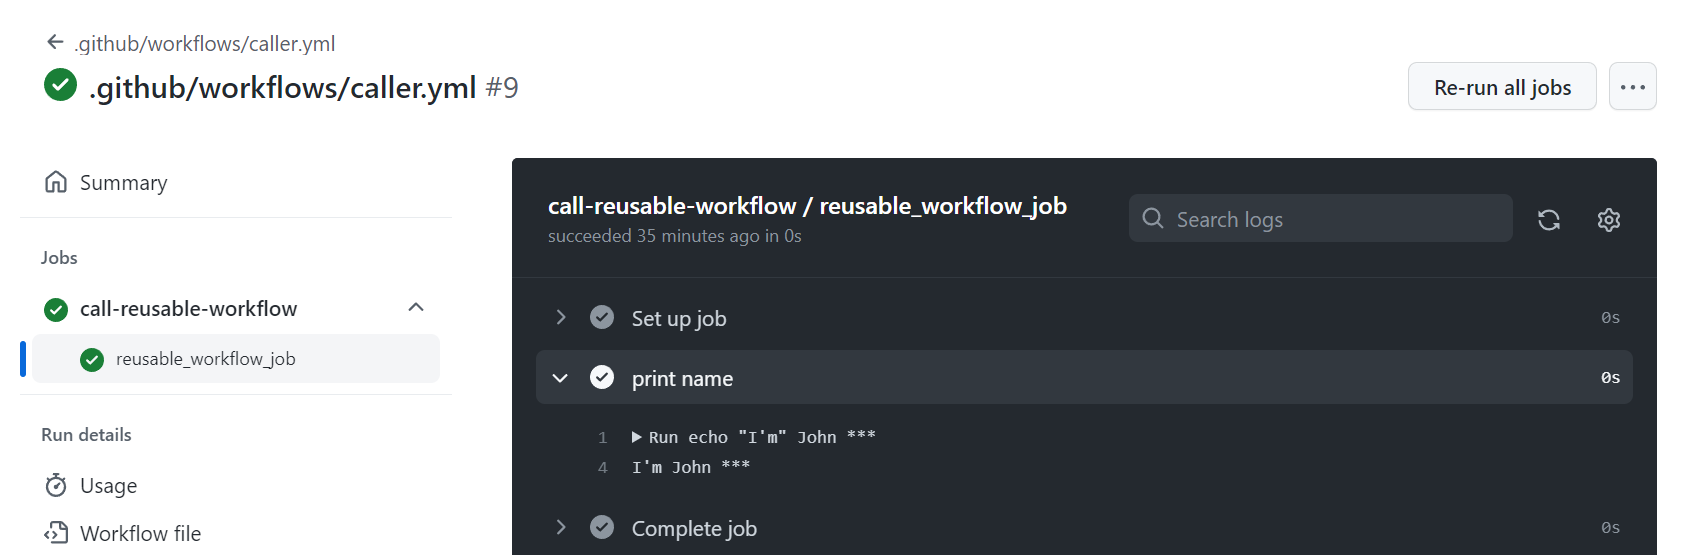 .github/workflows/caller.yml
.github/workflows/caller.yml #9
Re-run all jobs
Summary
Jobs
call-reusable-workflow
reusable_workflow_job
Run details
Usage
Workflow file
call-reusable-workflow / reusable_workflow_job
succeeded 35 minutes ago in 0s
Search logs
Set up job 0s
print name 0s
1 Run echo "I'm" John ***
4 I'm John ***
Complete job 0s